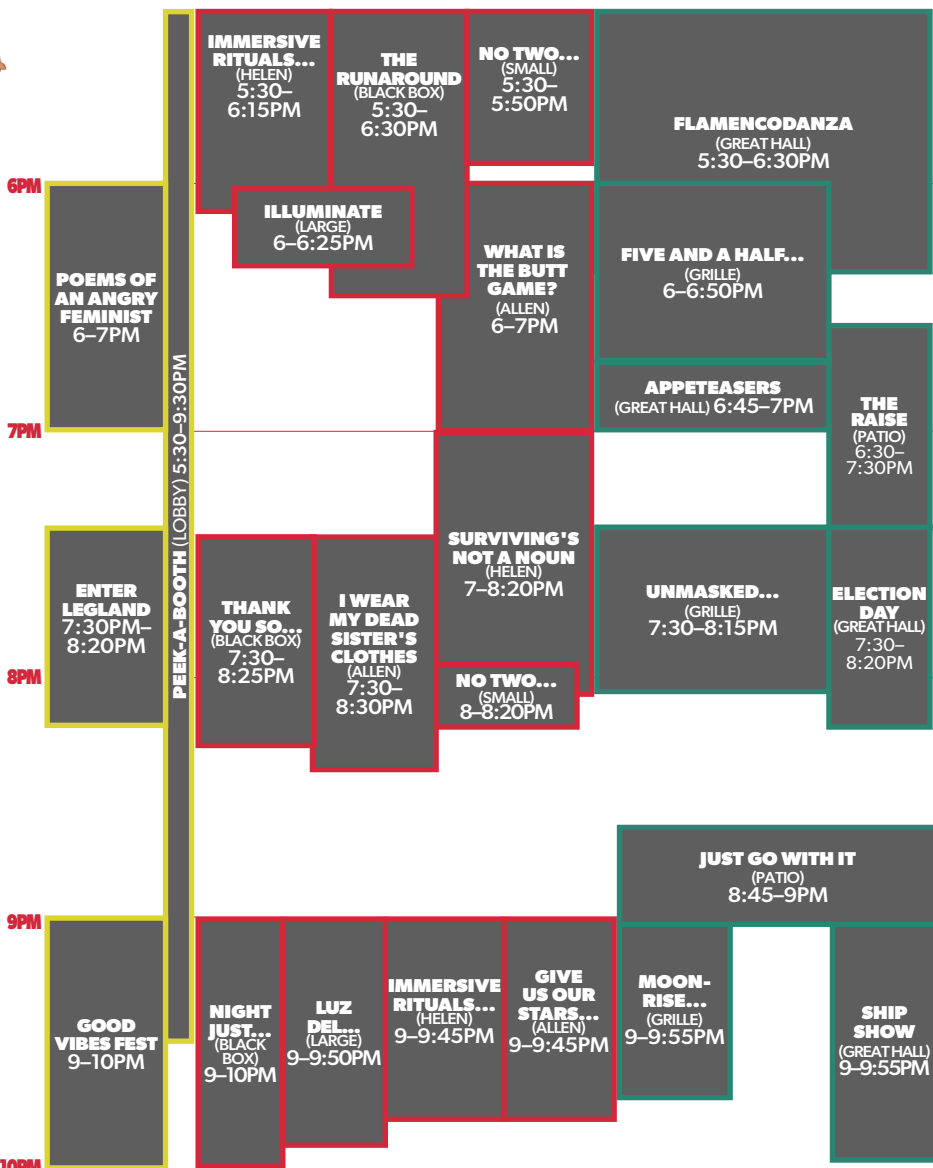 IMMERSIVE
RITUALS...
(HELEN)
5:30–
6:15PM
THE
RUNAROUND
(BLACK BOX)
5:30–
6:30PM
NO TWO...
(SMALL)
5:30–
5:50PM
FLAMENCODANZA
(GREAT HALL)
5:30–6:30PM
6PM
POEMS OF
AN ANGRY
FEMINIST
6–7PM
PEEK-A-BOOTH (LOBBY) 5:30–9:30PM
ILLUMINATE
(LARGE)
6–6:25PM
WHAT IS
THE BUTT
GAME?
(ALLEN)
6–7PM
FIVE AND A HALF...
(GRILLE)
6–6:50PM
APPETEASERS
(GREAT HALL) 6:45–7PM
THE
RAISE
(PATIO)
6:30–
7:30PM
7PM
ENTER
LEGLAND
7:30PM–
8:20PM
THANK
YOU SO...
(BLACK BOX)
7:30–
8:25PM
I WEAR
MY DEAD
SISTER'S
CLOTHES
(ALLEN)
7:30–
8:30PM
SURVIVING'S
NOT A NOUN
(HELEN)
7–8:20PM
NO TWO...
(SMALL)
8–8:20PM
UNMASKED...
(GRILLE)
7:30–8:15PM
ELECTION
DAY
(GREAT HALL)
7:30–
8:20PM
8PM
JUST GO WITH IT
(PATIO)
8:45–9PM
9PM
GOOD
VIBES FEST
9–10PM
NIGHT
JUST...
(BLACK
BOX)
9–10PM
LUZ
DEL...
(LARGE)
9–9:50PM
IMMERSIVE
RITUALS...
(HELEN)
9–9:45PM
GIVE
US OUR
STARS...
(ALLEN)
9–9:45PM
MOON-
RISE...
(GRILLE)
9–9:55PM
SHIP
SHOW
(GREAT HALL)
9–9:55PM
10PM